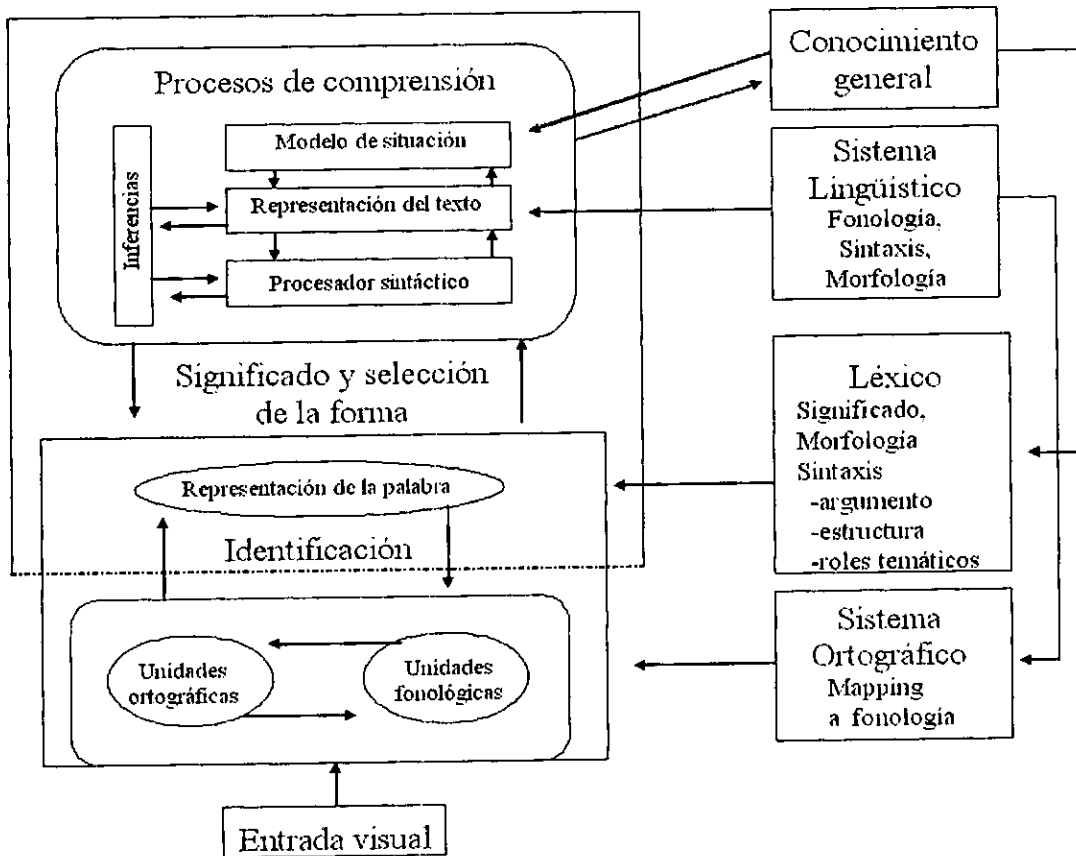 Procesos de comprensión
Modelo de situación
Representación del texto
Procesador sintáctico
Inferencias
Significado y selección
de la forma
Representación de la palabra
Identificación
Unidades
ortográficas
Unidades
fonológicas
Entrada visual
Conocimiento
general
Sistema
Lingüístico
Fonología,
Sintaxis,
Morfología
Léxico
Significado,
Morfología
Sintaxis
-argumento
-estructura
-roles temáticos
Sistema
Ortográfico
Mapping
a fonología